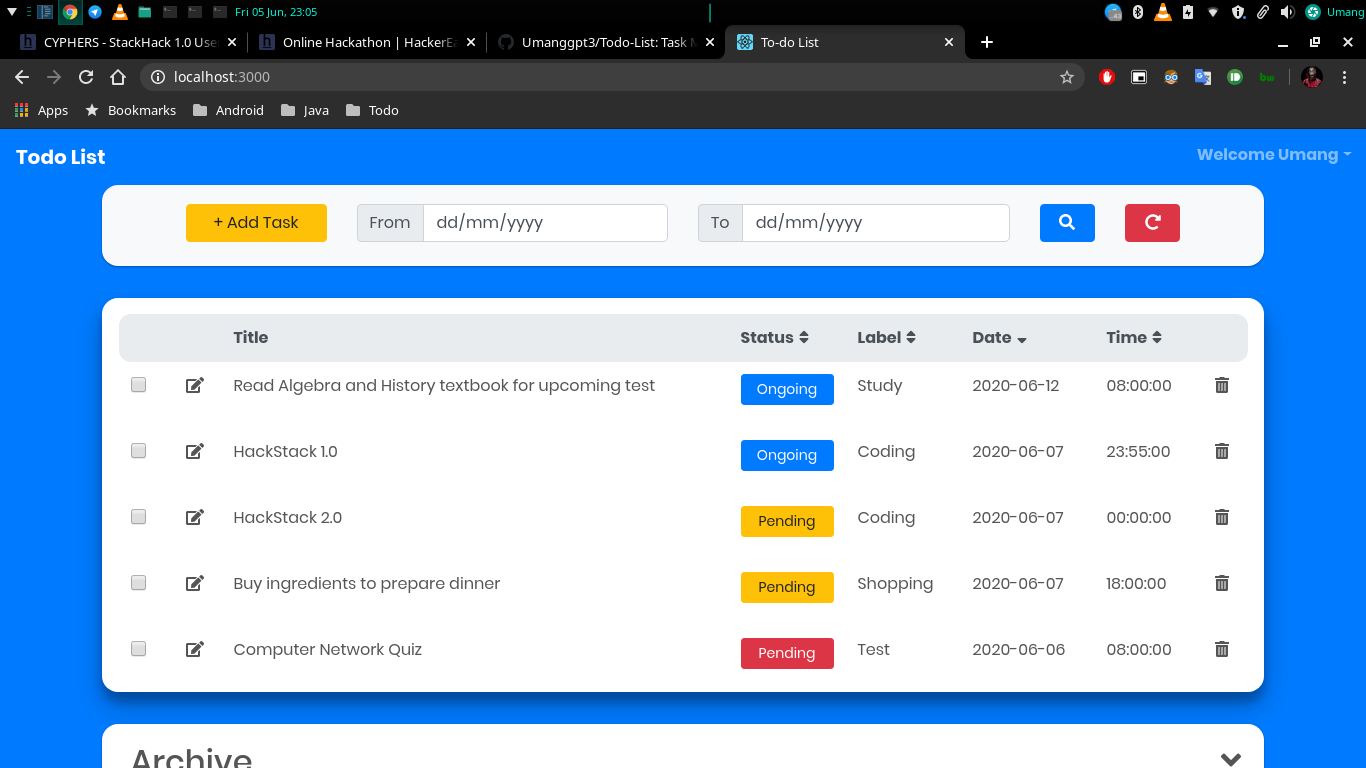 Fri 05 Jun, 23:05 Umang
CYPHERS - StackHack 1.0 Use Online Hackathon | HackerEa Umanggpt3/Todo-List: Task M To-do List
localhost:3000
Apps Bookmarks Android Java Todo
Todo List Welcome Umang
+ Add Task From dd/mm/yyyy To dd/mm/yyyy
Title Status Label Date Time
Read Algebra and History textbook for upcoming test Ongoing Study 2020-06-12 08:00:00
HackStack 1.0 Ongoing Coding 2020-06-07 23:55:00
HackStack 2.0 Pending Coding 2020-06-07 00:00:00
Buy ingredients to prepare dinner Pending Shopping 2020-06-07 18:00:00
Computer Network Quiz Pending Test 2020-06-06 08:00:00
Archive